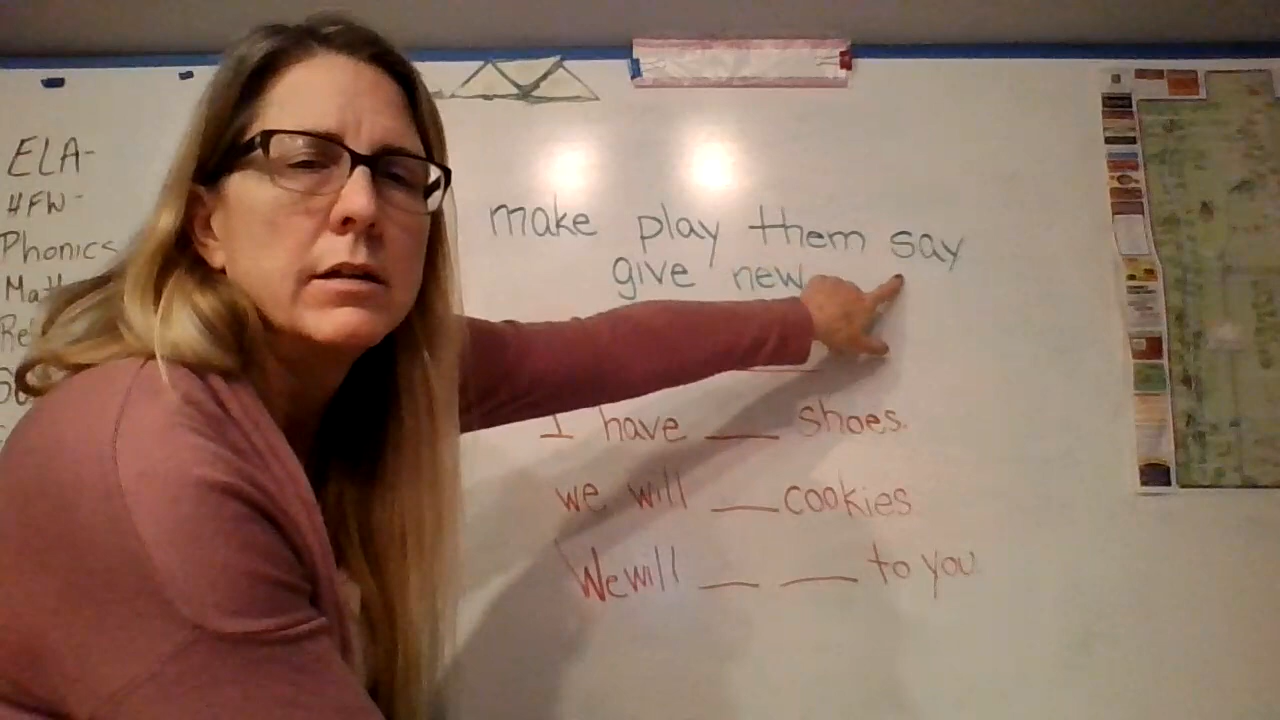 ELA-
HFW-
Phonics
make play them say
give new
I have ___ shoes.
we will ___ cookies
We will __ ___ to you